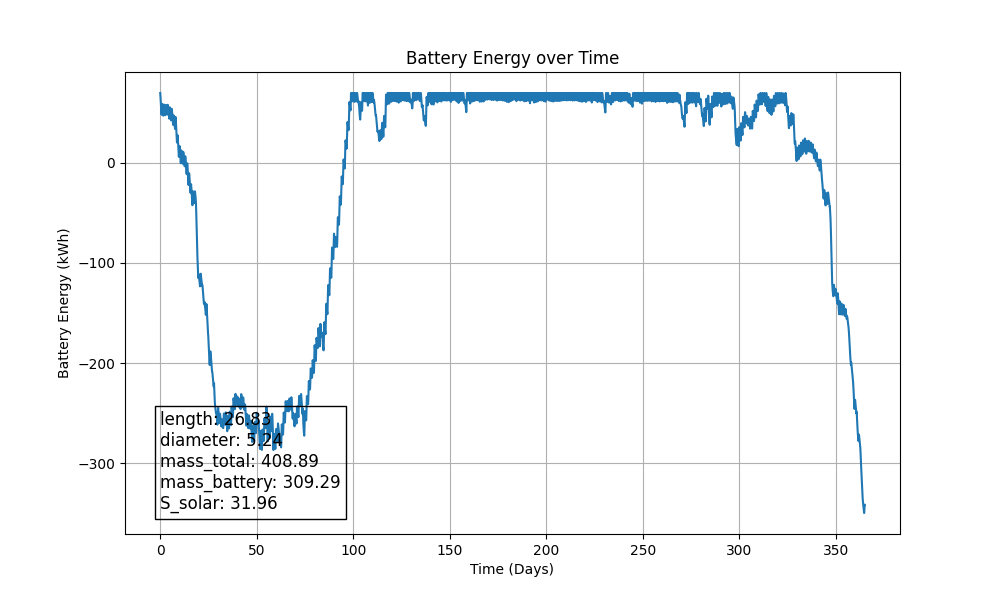 Battery Energy over Time
Battery Energy (kWh)
0
−100
−200
−300
length: 26.83
diameter: 5.24
mass_total: 408.89
mass_battery: 309.29
S_solar: 31.96
0 50 100 150 200 250 300 350
Time (Days)